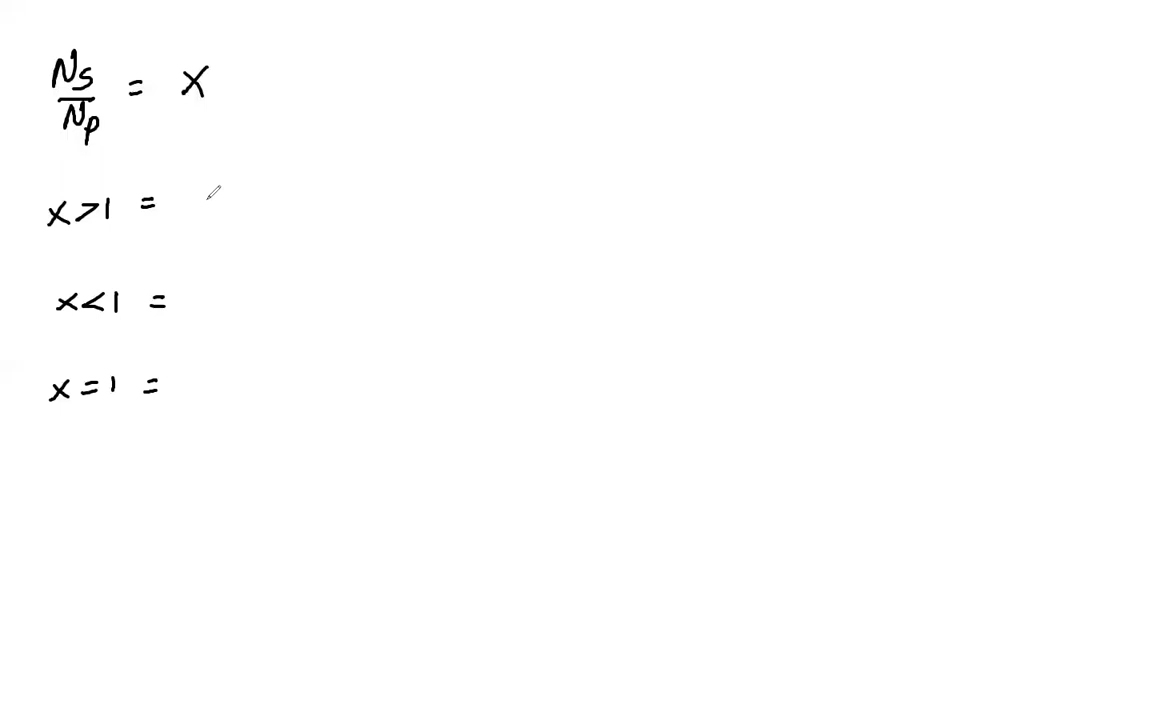 Ns/Np = X
x>1 =
x<1 =
x=1 =